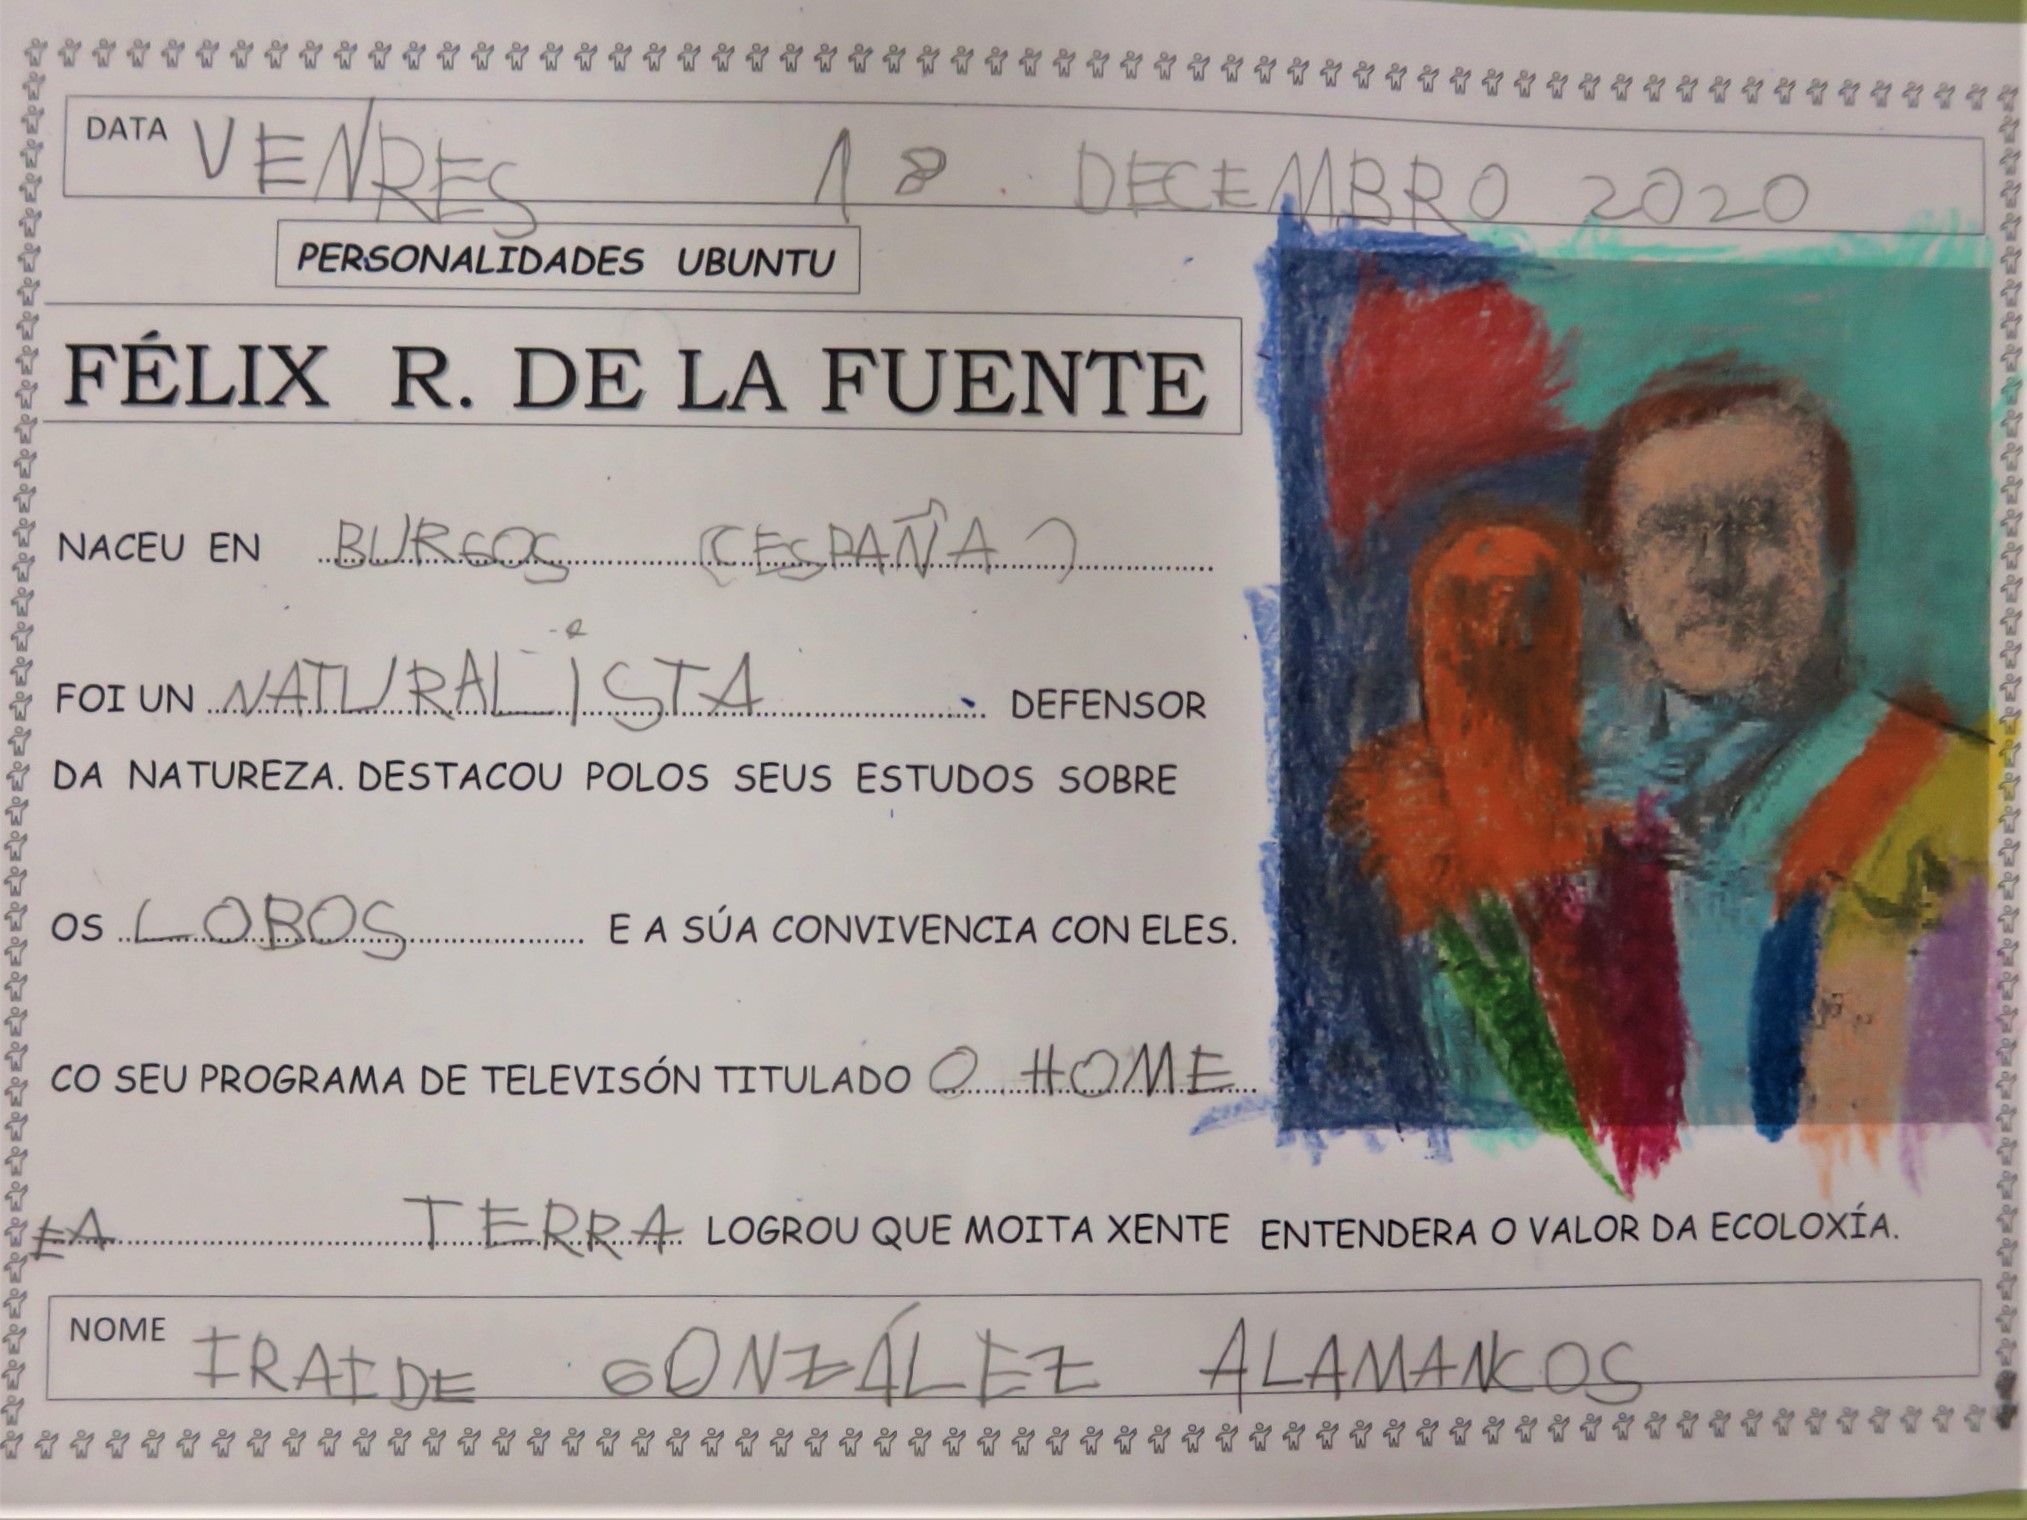 DATA VENRES 18 DECEMBRO 2020
PERSONALIDADES UBUNTU
FÉLIX R. DE LA FUENTE
NACEU EN BURGOS (ESPAÑA)
FOI UN NATURALISTA DEFENSOR
DA NATUREZA. DESTACOU POLOS SEUS ESTUDOS SOBRE
OS LOBOS E A SÚA CONVIVENCIA CON ELES.
CO SEU PROGRAMA DE TELEVISÓN TITULADO O HOME
EA TERRA LOGROU QUE MOITA XENTE ENTENDERA O VALOR DA ECOLOXÍA.
NOME IRAIDE GONZÁLEZ ALAMANCOS